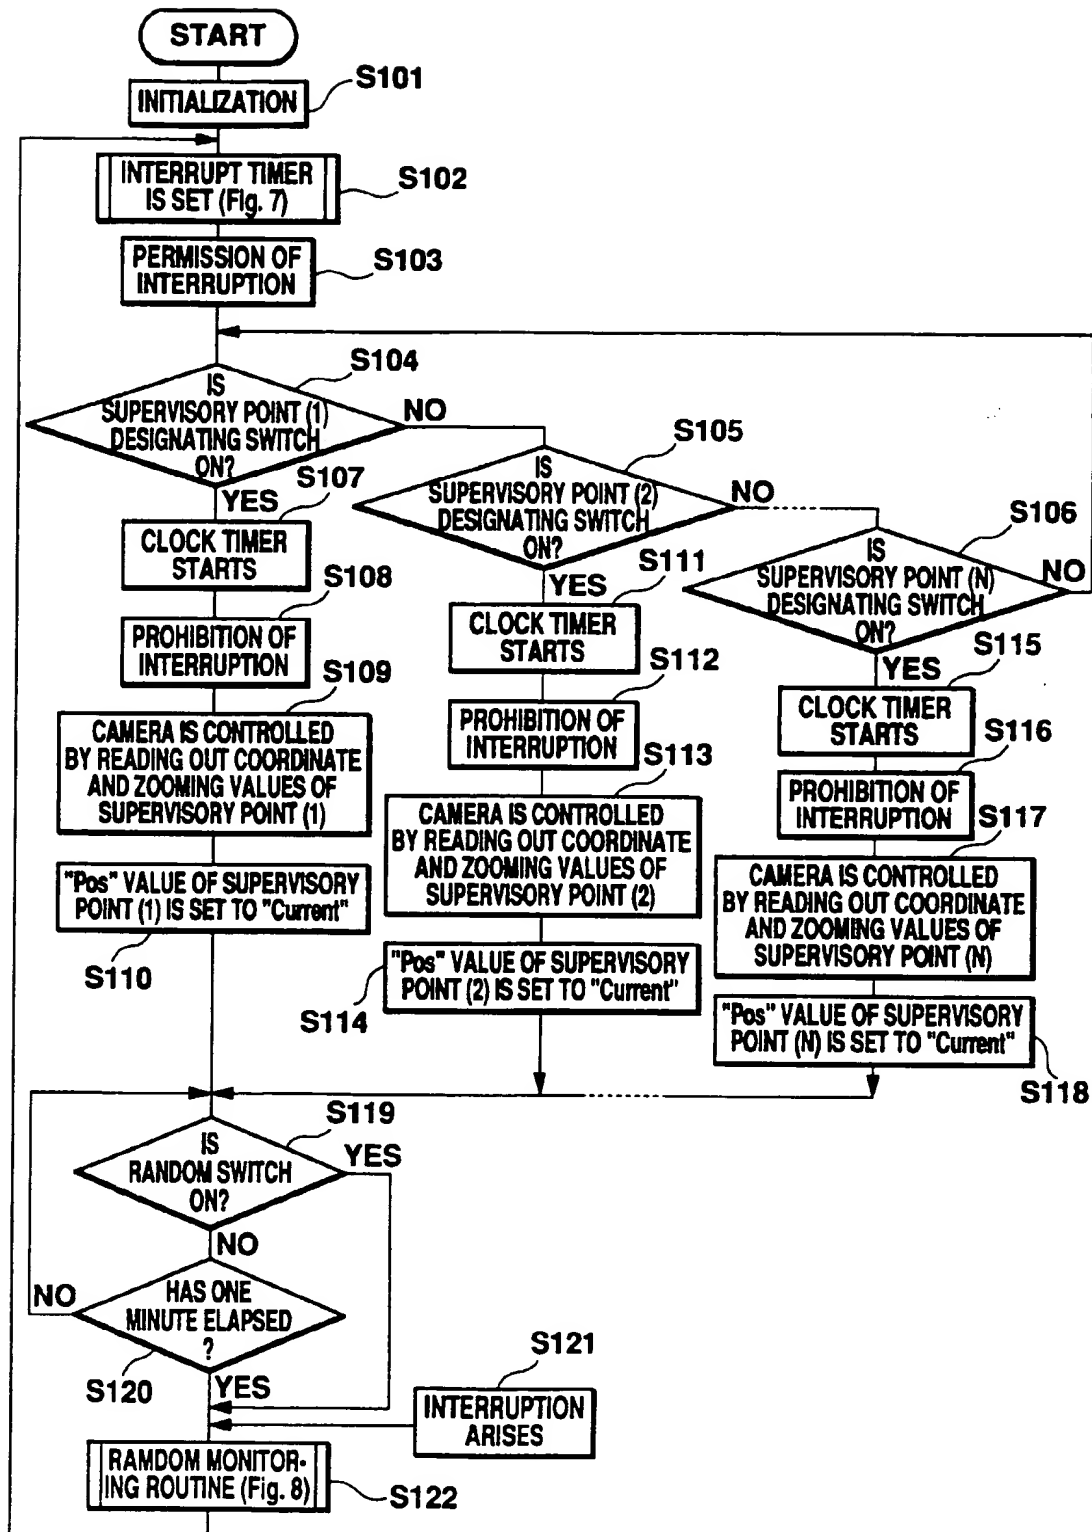 START
S101
INITIALIZATION
INTERRUPT TIMER
IS SET (Fig. 7)
S102
PERMISSION OF
INTERRUPTION
S103
S104
IS
SUPERVISORY POINT (1)
DESIGNATING SWITCH
ON?
NO
YES
S105
IS
SUPERVISORY POINT (2)
DESIGNATING SWITCH
ON?
NO
YES
S106
IS
SUPERVISORY POINT (N)
DESIGNATING SWITCH
ON?
NO
YES
S107
CLOCK TIMER
STARTS
S108
PROHIBITION OF
INTERRUPTION
S109
CAMERA IS CONTROLLED
BY READING OUT COORDINATE
AND ZOOMING VALUES OF
SUPERVISORY POINT (1)
"Pos" VALUE OF SUPERVISORY
POINT (1) IS SET TO "Current"
S110
S111
CLOCK TIMER
STARTS
S112
PROHIBITION OF
INTERRUPTION
S113
CAMERA IS CONTROLLED
BY READING OUT COORDINATE
AND ZOOMING VALUES OF
SUPERVISORY POINT (2)
"Pos" VALUE OF SUPERVISORY
POINT (2) IS SET TO "Current"
S114
S115
CLOCK TIMER
STARTS
S116
PROHIBITION OF
INTERRUPTION
S117
CAMERA IS CONTROLLED
BY READING OUT COORDINATE
AND ZOOMING VALUES OF
SUPERVISORY POINT (N)
"Pos" VALUE OF SUPERVISORY
POINT (N) IS SET TO "Current"
S118
S119
IS
RANDOM SWITCH
ON?
YES
NO
HAS ONE
MINUTE ELAPSED
?
NO
S120
YES
S121
INTERRUPTION
ARISES
RAMDOM MONITOR-
ING ROUTINE (Fig. 8)
S122